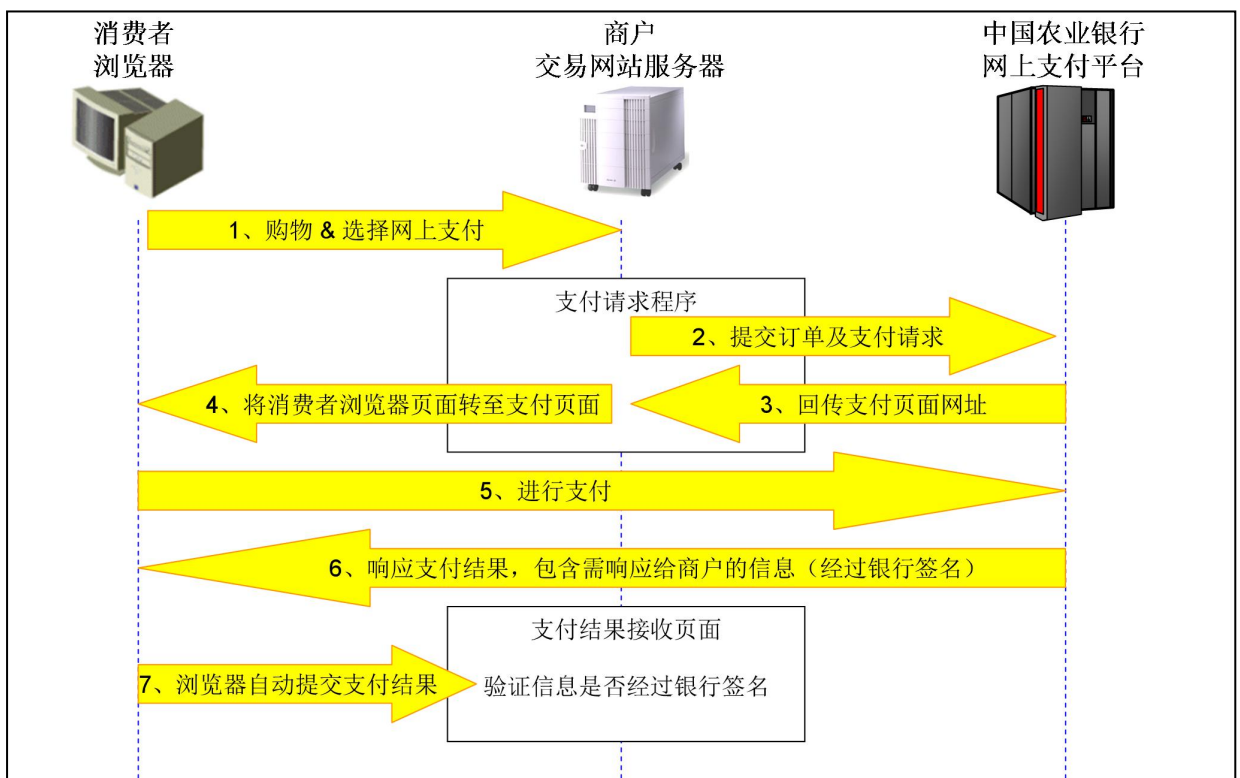 消费者
浏览器
商户
交易网站服务器
中国农业银行
网上支付平台
1、购物 & 选择网上支付
支付请求程序
2、提交订单及支付请求
4、将消费者浏览器页面转至支付页面
3、回传支付页面网址
5、进行支付
6、响应支付结果，包含需响应给商户的信息（经过银行签名）
支付结果接收页面
7、浏览器自动提交支付结果
验证信息是否经过银行签名